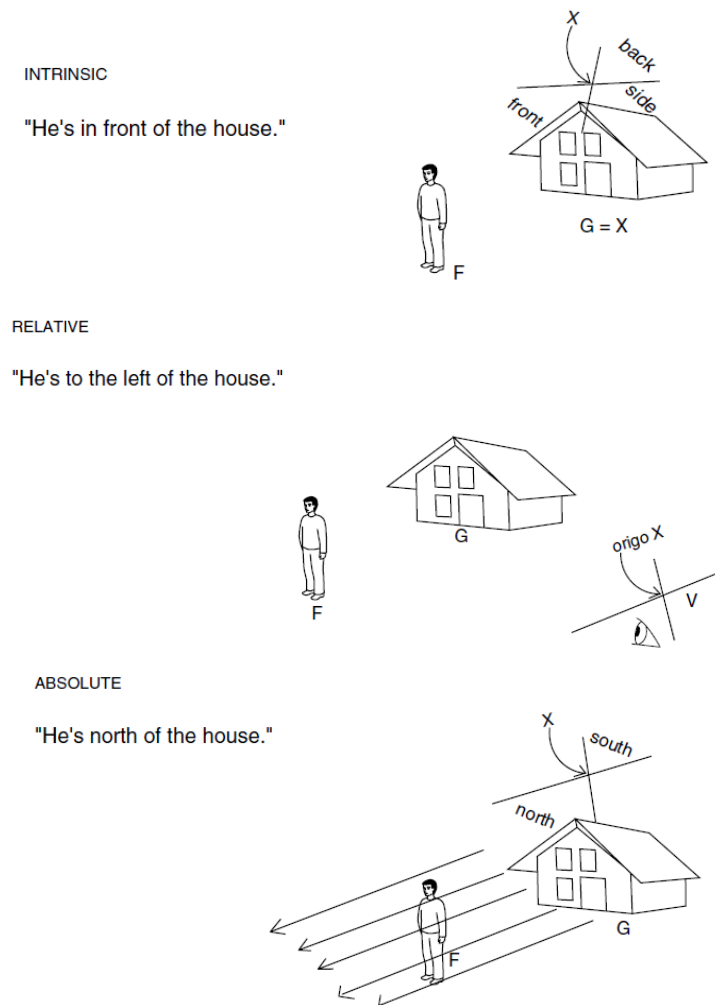 INTRINSIC
"He's in front of the house."
X
back
side
front
G = X
F
RELATIVE
"He's to the left of the house."
G
F
origo X
V
ABSOLUTE
"He's north of the house."
X
south
north
G
F